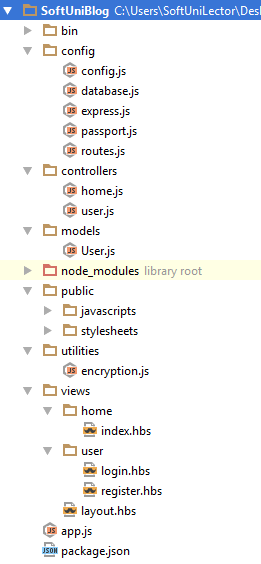 SoftUniBlog C:\Users\SoftUniLector\Desl
bin
config
config.js
database.js
express.js
passport.js
routes.js
controllers
home.js
user.js
models
User.js
node_modules library root
public
javascripts
stylesheets
utilities
encryption.js
views
home
index.hbs
user
login.hbs
register.hbs
layout.hbs
app.js
package.json